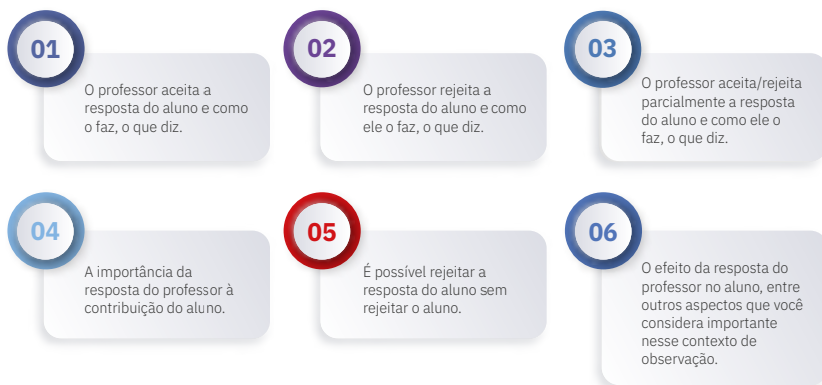 01
O professor aceita a
resposta do aluno e como
o faz, o que diz.
02
O professor rejeita a
resposta do aluno e como
ele o faz, o que diz.
03
O professor aceita/rejeita
parcialmente a resposta
do aluno e como ele o
faz, o que diz.
04
A importância da
resposta do professor à
contribuição do aluno.
05
É possível rejeitar a
resposta do aluno sem
rejeitar o aluno.
06
O efeito da resposta do
professor no aluno, entre
outros aspectos que você
considera importante
nesse contexto de
observação.